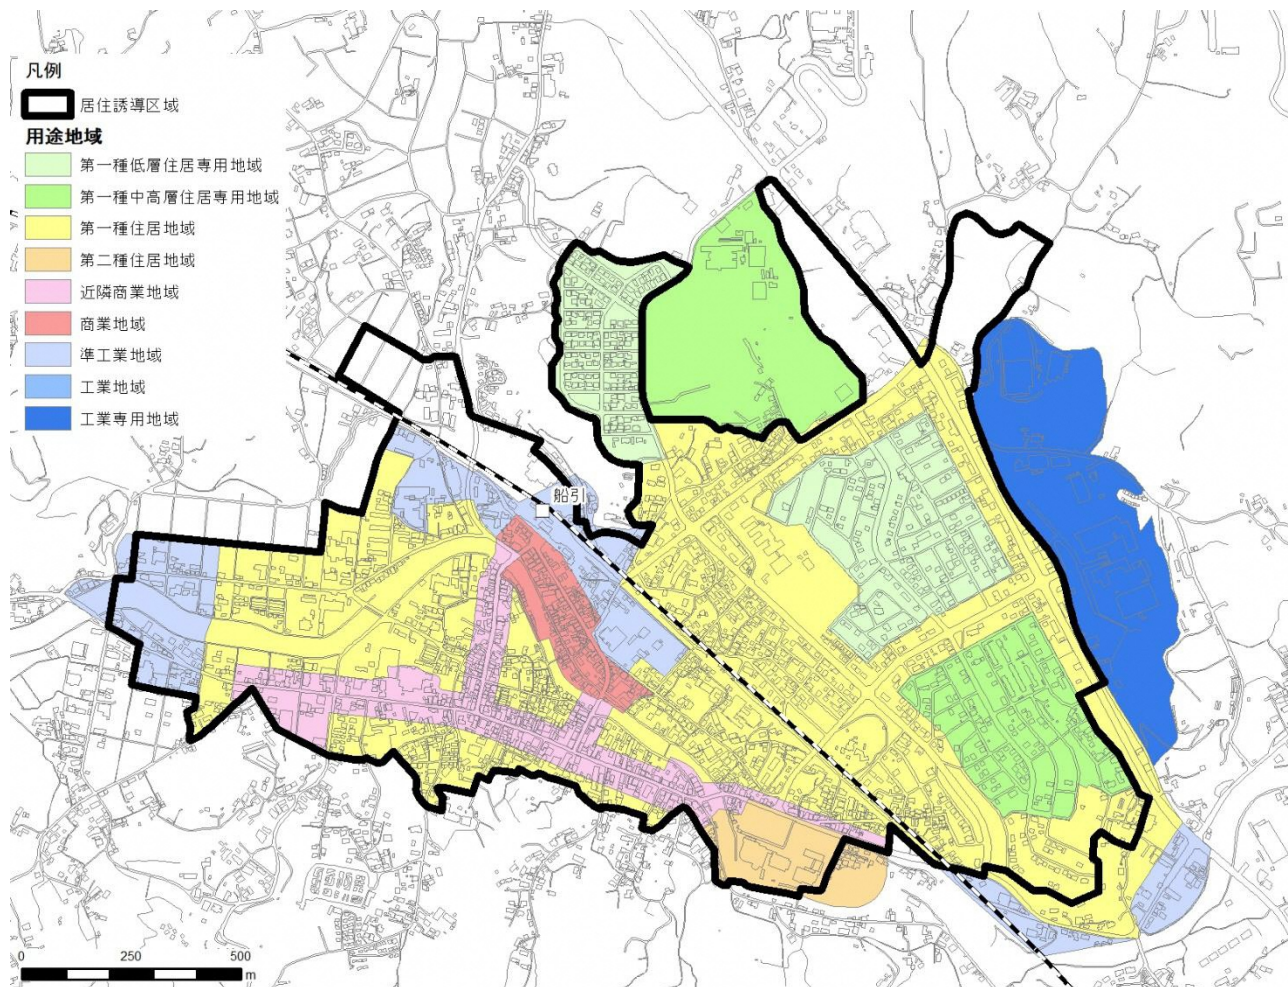 凡例
居住誘導区域
用途地域
第一種低層住居専用地域
第一種中高層住居専用地域
第一種住居地域
第二種住居地域
近隣商業地域
商業地域
準工業地域
工業地域
工業専用地域
船引
0 250 500
m